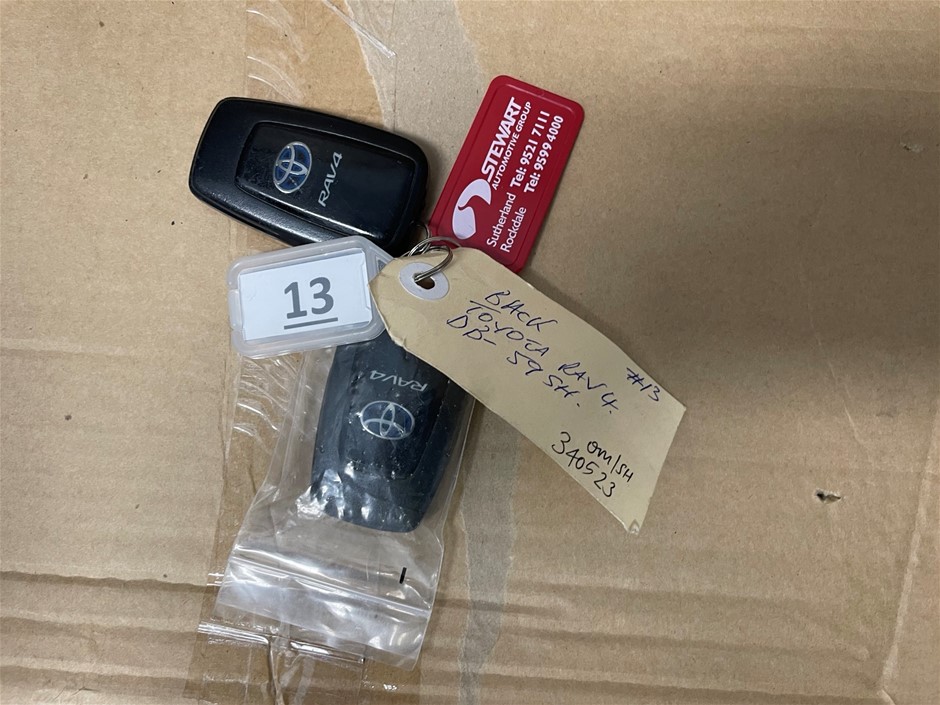 RAV4
STEWART
AUTOMOTIVE GROUP
Sutherland Tel: 9521 7111
Rockdale Tel: 9599 4000
13
BLACK
TOYOTA RAV4.
DB-59SH.
#13
OM/SH
340523
RAV4